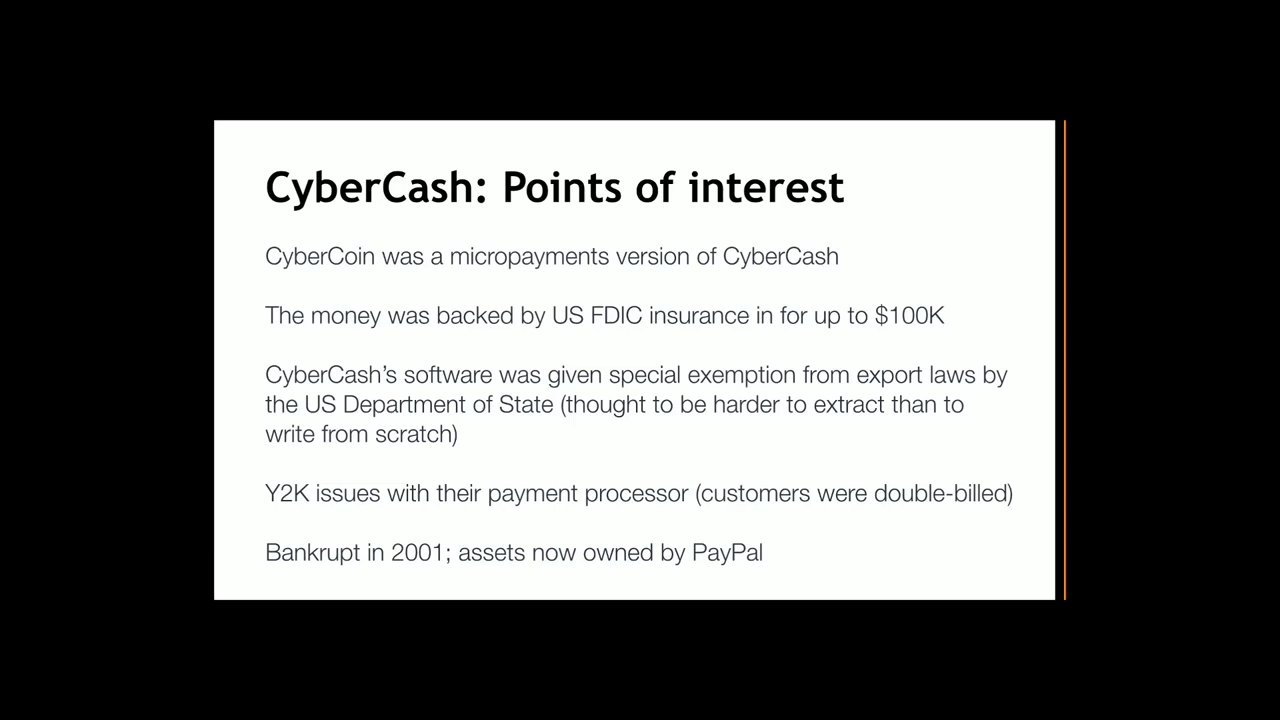 CyberCash: Points of interest
CyberCoin was a micropayments version of CyberCash
The money was backed by US FDIC insurance in for up to $100K
CyberCash’s software was given special exemption from export laws by
the US Department of State (thought to be harder to extract than to
write from scratch)
Y2K issues with their payment processor (customers were double-billed)
Bankrupt in 2001; assets now owned by PayPal